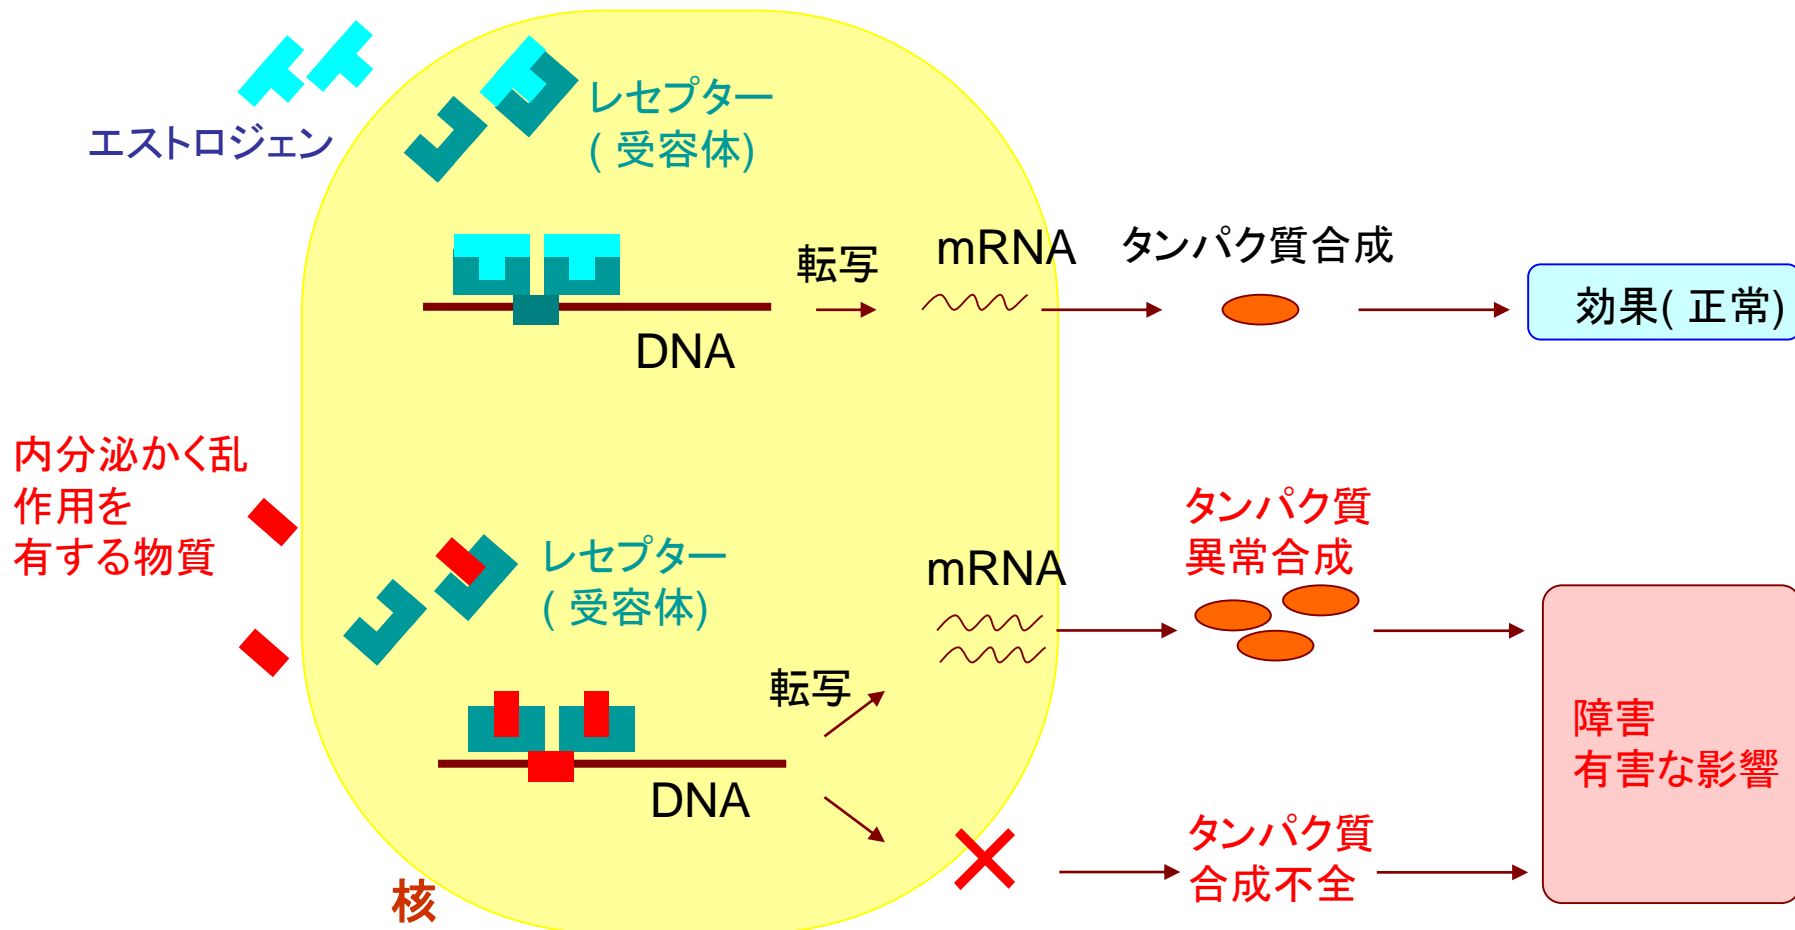 エストロジェン
レセプター
( 受容体)
転写
mRNA
タンパク質合成
効果( 正常)
DNA
内分泌かく乱
作用を
有する物質
レセプター
( 受容体)
mRNA
タンパク質
異常合成
転写
DNA
障害
有害な影響
タンパク質
合成不全
核